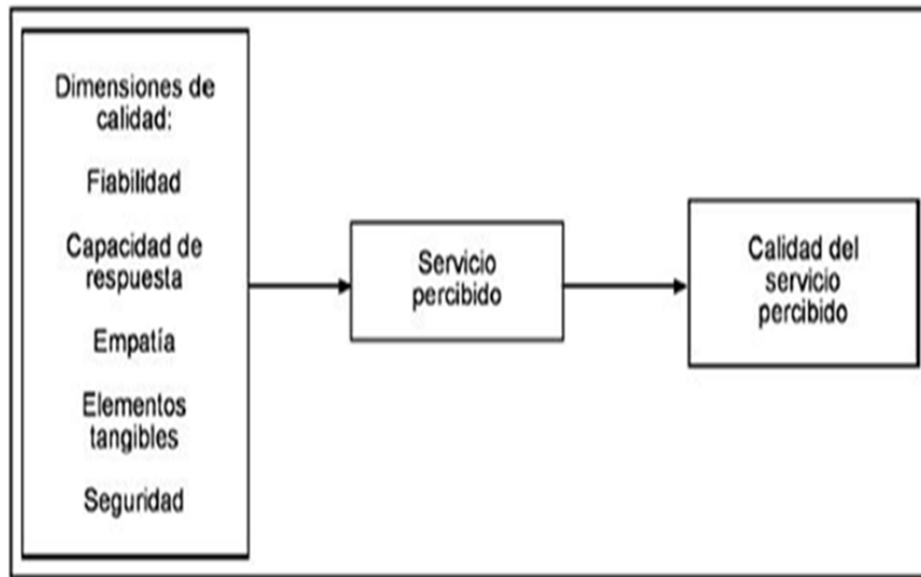 Dimensiones de
calidad:
Fiabilidad
Capacidad de
respuesta
Empatía
Elementos
tangibles
Seguridad
Servicio
percibido
Calidad del
servicio
percibido